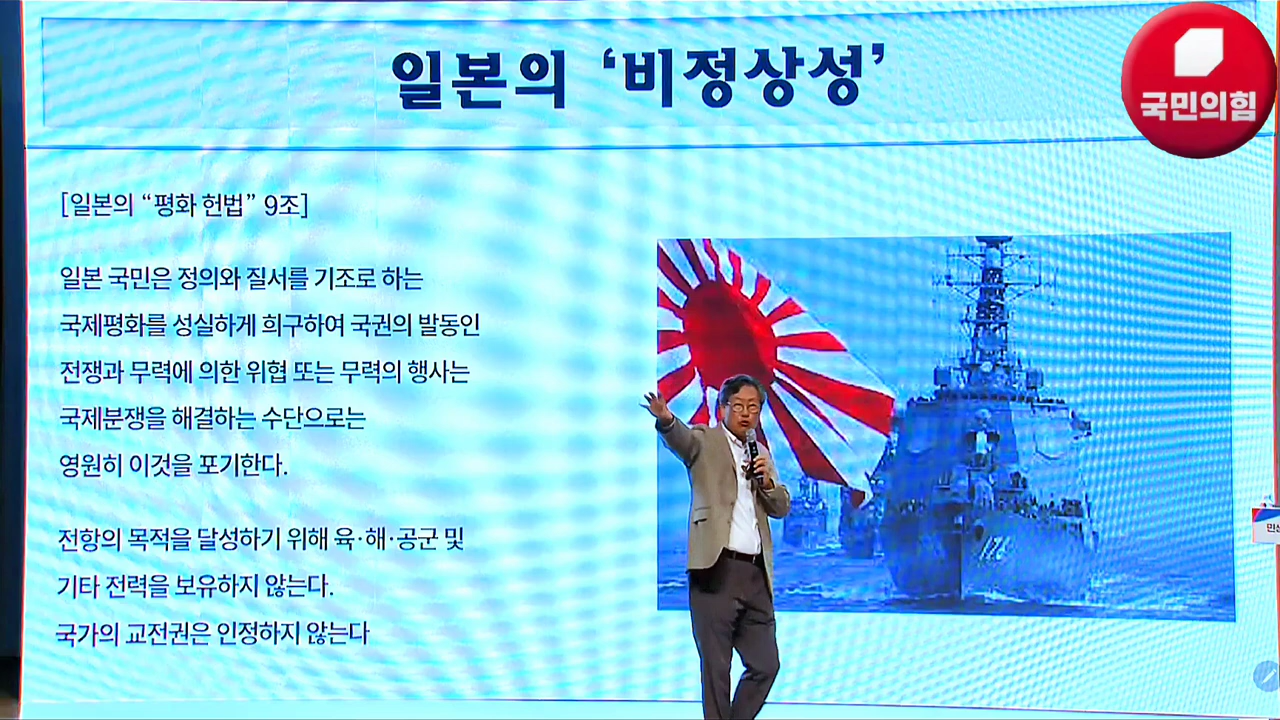 일본의 ‘비정상성’
국민의힘
[일본의 “평화 헌법” 9조]
일본 국민은 정의와 질서를 기조로 하는
국제평화를 성실하게 희구하여 국권의 발동인
전쟁과 무력에 의한 위협 또는 무력의 행사는
국제분쟁을 해결하는 수단으로는
영원히 이것을 포기한다.
전항의 목적을 달성하기 위해 육·해·공군 및
기타 전력을 보유하지 않는다.
국가의 교전권은 인정하지 않는다